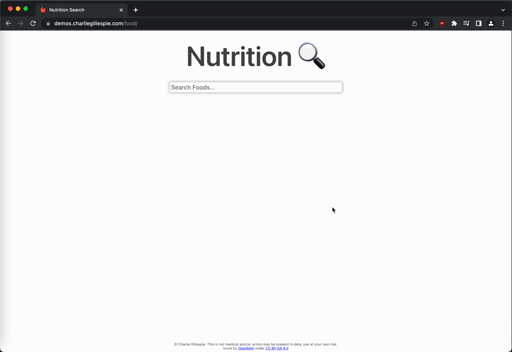 Nutrition Search
demos.charliegillespie.com/food/
Nutrition
Search Foods...
© Charlie Gillespie. This is not medical advice; errors may be present in data, use at your own risk.
Icons by OpenMoji under CC-BY-SA 4.0